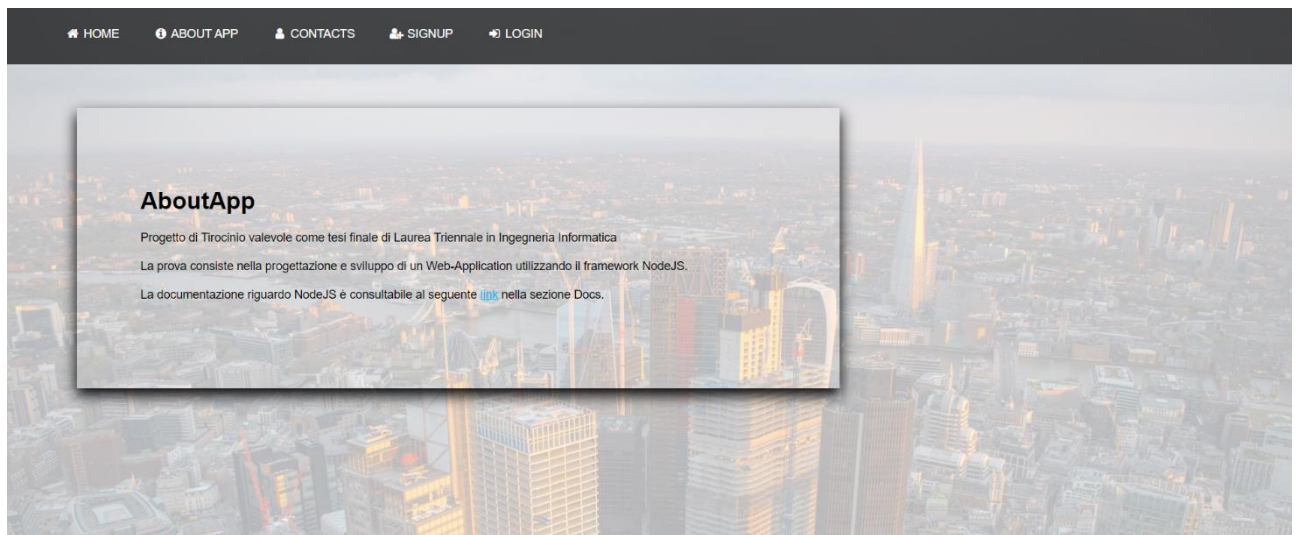 HOME ABOUT APP CONTACTS SIGNUP LOGIN
AboutApp
Progetto di Tirocinio valevole come tesi finale di Laurea Triennale in Ingegneria Informatica
La prova consiste nella progettazione e sviluppo di un Web-Application utilizzando il framework NodeJS.
La documentazione riguardo NodeJS è consultabile al seguente link nella sezione Docs.